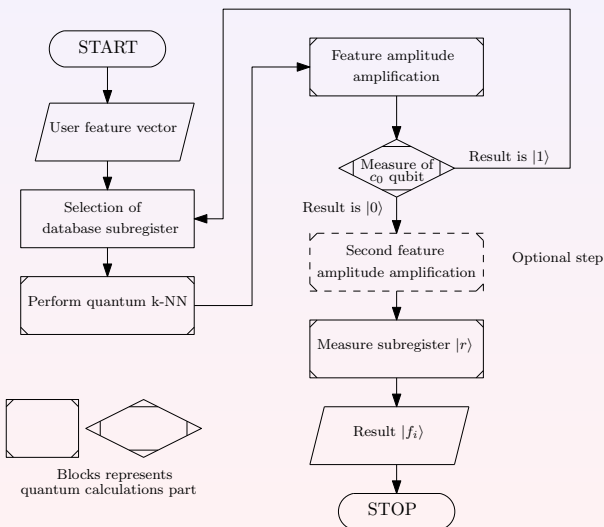 START
User feature vector
Selection of
database subregister
Perform quantum k-NN
Feature amplitude
amplification
Measure of
c₀ qubit
Result is |1⟩
Result is |0⟩
Second feature
amplitude amplification
Optional step
Measure subregister |r⟩
Result |fᵢ⟩
STOP
Blocks represents
quantum calculations part